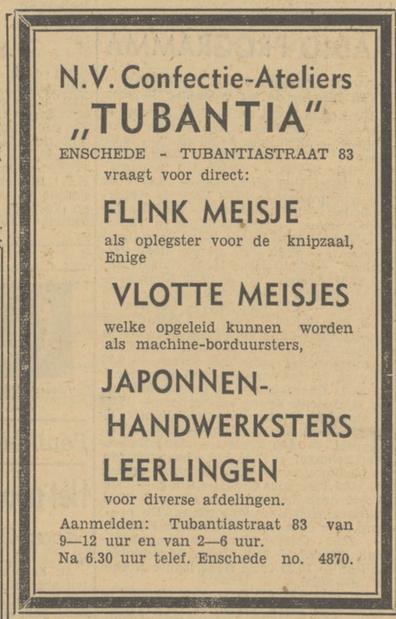 N.V. Confectie-Ateliers
„TUBANTIA“
ENSCHEDE - TUBANTIASTRAAT 83
vraagt voor direct:
FLINK MEISJE
als oplegster voor de knipzaal,
Enige
VLOTTE MEISJES
welke opgeleid kunnen worden
als machine-borduursters,
JAPONNEN-
HANDWERKSTERS
LEERLINGEN
voor diverse afdelingen.
Aanmelden: Tubantiastraat 83 van
9—12 uur en van 2—6 uur.
Na 6.30 uur telef. Enschede no. 4870.